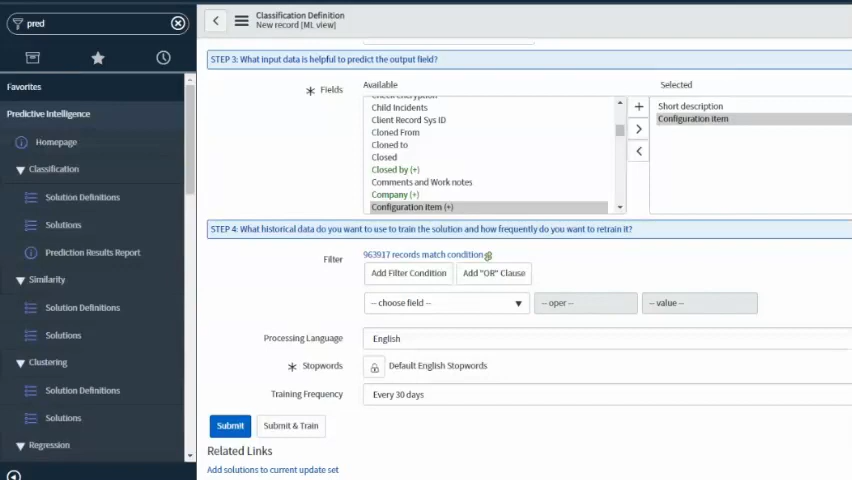 pred
Classification Definition
New record [ML view]
Favorites
Predictive Intelligence
Homepage
Classification
Solution Definitions
Solutions
Prediction Results Report
Similarity
Solution Definitions
Solutions
Clustering
Solution Definitions
Solutions
Regression
STEP 3: What input data is helpful to predict the output field?
Fields
Available
Selected
Child Incidents
Client Record Sys ID
Cloned From
Cloned to
Closed
Closed by (+)
Comments and Work notes
Company (+)
Configuration item (+)
Short description
Configuration item
STEP 4: What historical data do you want to use to train the solution and how frequently do you want to retrain it?
Filter
963917 records match condition
Add Filter Condition
Add "OR" Clause
-- choose field --
-- oper --
-- value --
Processing Language
English
Stopwords
Default English Stopwords
Training Frequency
Every 30 days
Submit
Submit & Train
Related Links
Add solutions to current update set